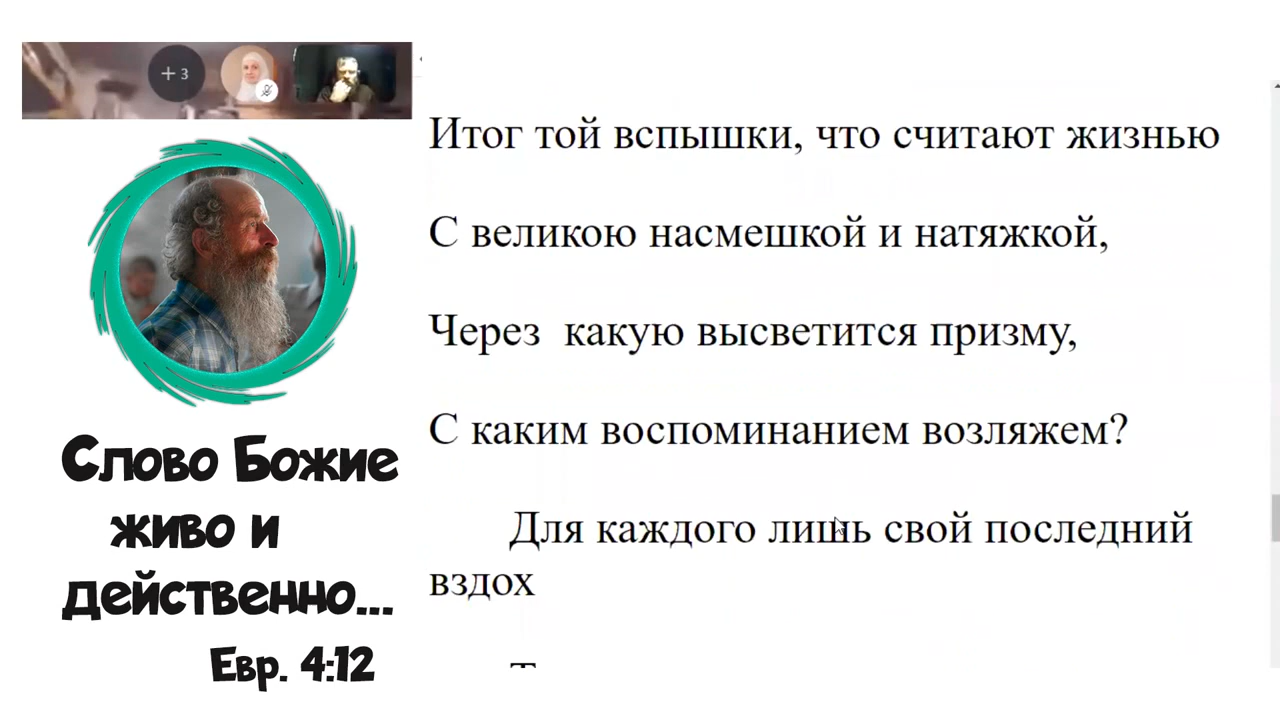 +3
Итог той вспышки, что считают жизнью
С великою насмешкой и натяжкой,
Через какую высветится призму,
С каким воспоминанием возляжем?
Для каждого лишь свой последний
вздох
Слово Божие
живо и
действенно...
Евр. 4:12